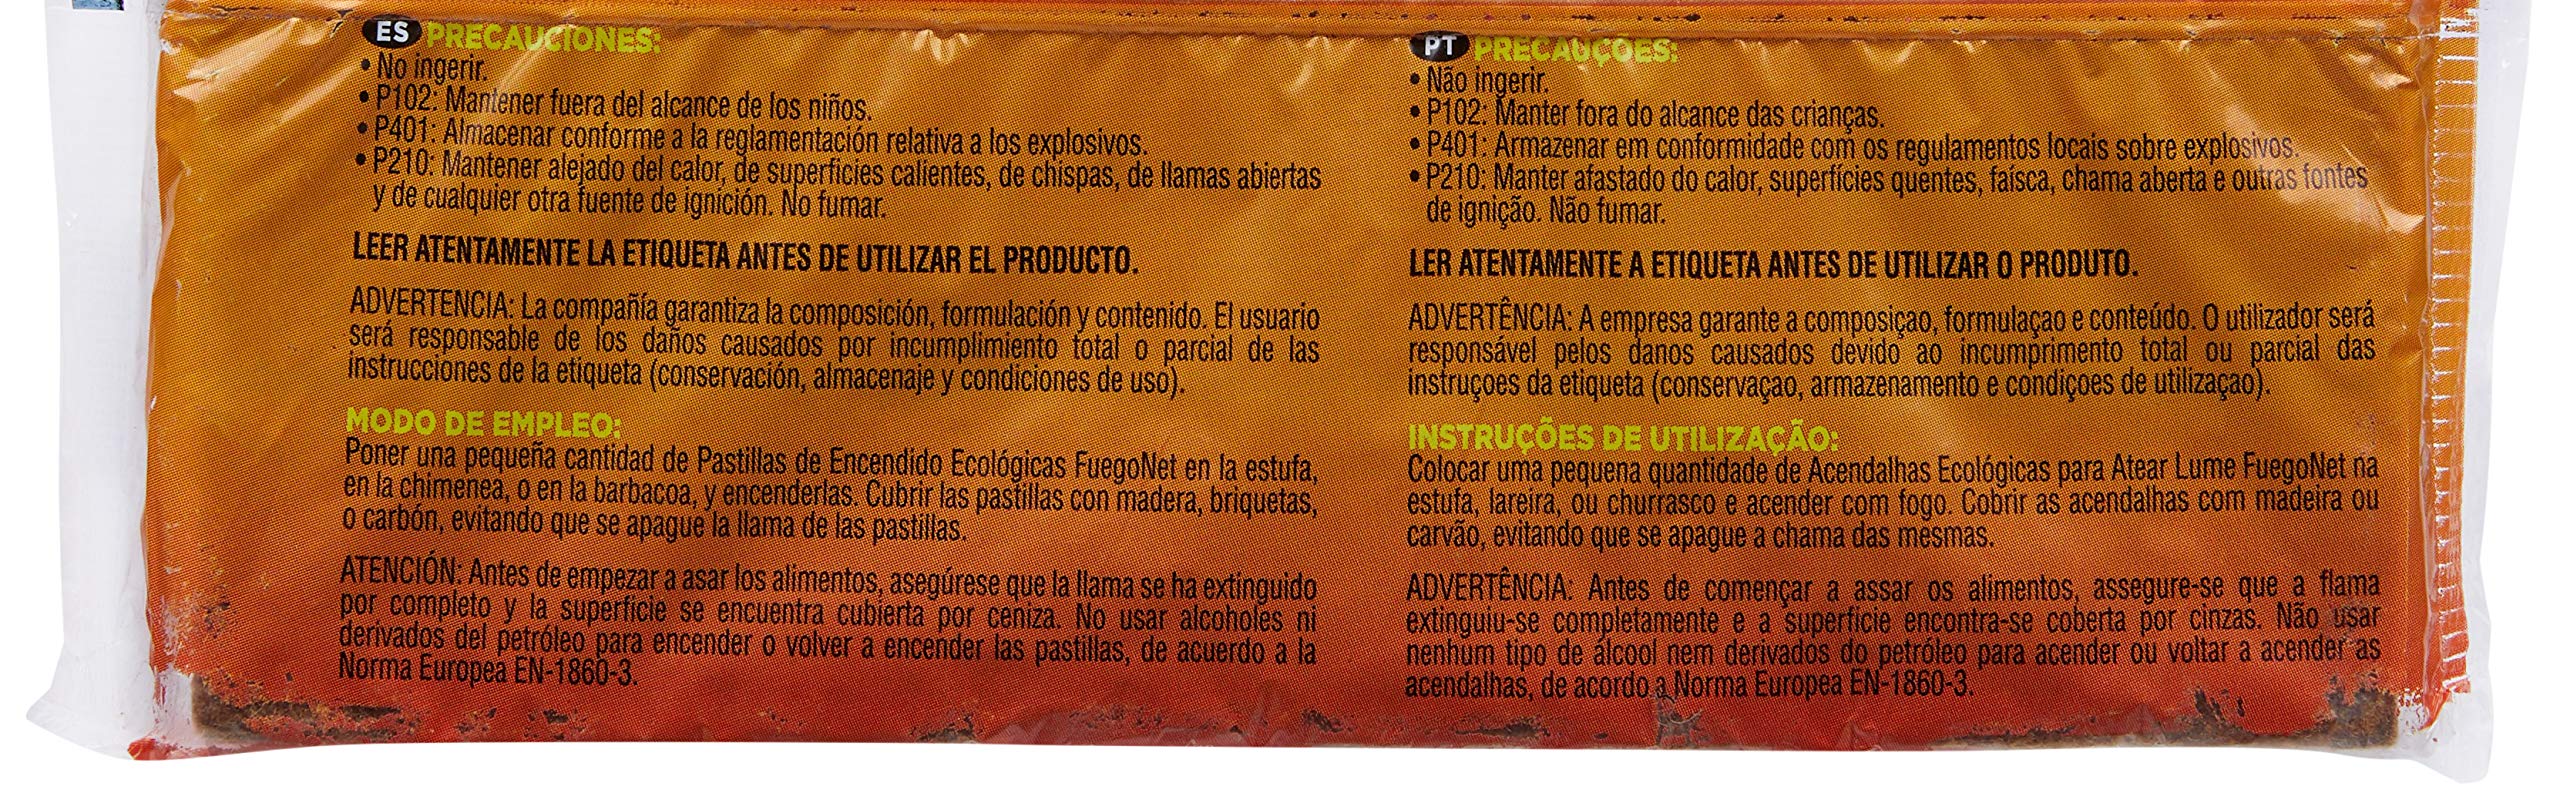 ES PRECAUCIONES:
• No ingerir.
• P102: Mantener fuera del alcance de los niños.
• P401: Almacenar conforme a la reglamentación relativa a los explosivos.
• P210: Mantener alejado del calor, de superficies calientes, de chispas, de llamas abiertas
y de cualquier otra fuente de ignición. No fumar.
LEER ATENTAMENTE LA ETIQUETA ANTES DE UTILIZAR EL PRODUCTO.
ADVERTENCIA: La compañía garantiza la composición, formulación y contenido. El usuario
será responsable de los daños causados por incumplimiento total o parcial de las
instrucciones de la etiqueta (conservación, almacenaje y condiciones de uso).
MODO DE EMPLEO:
Poner una pequeña cantidad de Pastillas de Encendido Ecológicas FuegoNet en la estufa,
en la chimenea, o en la barbacoa, y encenderlas. Cubrir las pastillas con madera, briquetas,
o carbón, evitando que se apague la llama de las pastillas.
ATENCIÓN: Antes de empezar a asar los alimentos, asegúrese que la llama se ha extinguido
por completo y la superficie se encuentra cubierta por ceniza. No usar alcoholes ni
derivados del petróleo para encender o volver a encender las pastillas, de acuerdo a la
Norma Europea EN-1860-3.
PT PRECAUÇÕES:
• Não ingerir.
• P102: Manter fora do alcance das crianças.
• P401: Armazenar em conformidade com os regulamentos locais sobre explosivos.
• P210: Manter afastado do calor, superfícies quentes, faísca, chama aberta e outras fontes
de ignição. Não fumar.
LER ATENTAMENTE A ETIQUETA ANTES DE UTILIZAR O PRODUTO.
ADVERTÊNCIA: A empresa garante a composiçao, formulaçao e conteúdo. O utilizador será
responsável pelos danos causados devido ao incumprimento total ou parcial das
instruçoes da etiqueta (conservaçao, armazenamento e condiçoes de utilizaçao).
INSTRUÇÕES DE UTILIZAÇÃO:
Colocar uma pequena quantidade de Acendalhas Ecológicas para Atear Lume FuegoNet na
estufa, lareira, ou churrasco e acender com fogo. Cobrir as acendalhas com madeira ou
carvão, evitando que se apague a chama das mesmas.
ADVERTÊNCIA: Antes de começar a assar os alimentos, assegure-se que a flama
extinguiu-se completamente e a superfície encontra-se coberta por cinzas. Não usar
nenhum tipo de álcool nem derivados do petróleo para acender ou voltar a acender as
acendalhas, de acordo a Norma Europea EN-1860-3.